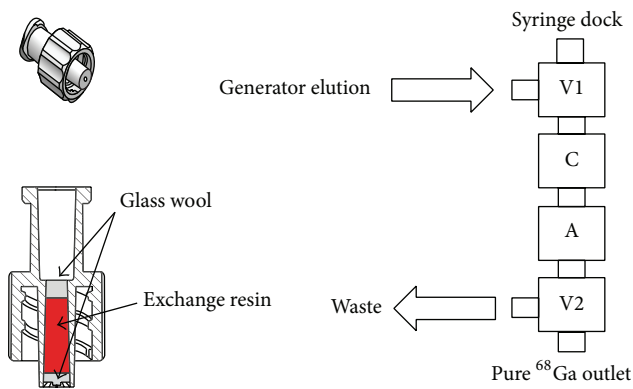 Syringe dock
Generator elution
V1
C
Glass wool
A
Exchange resin
Waste
V2
Pure ⁶⁸Ga outlet